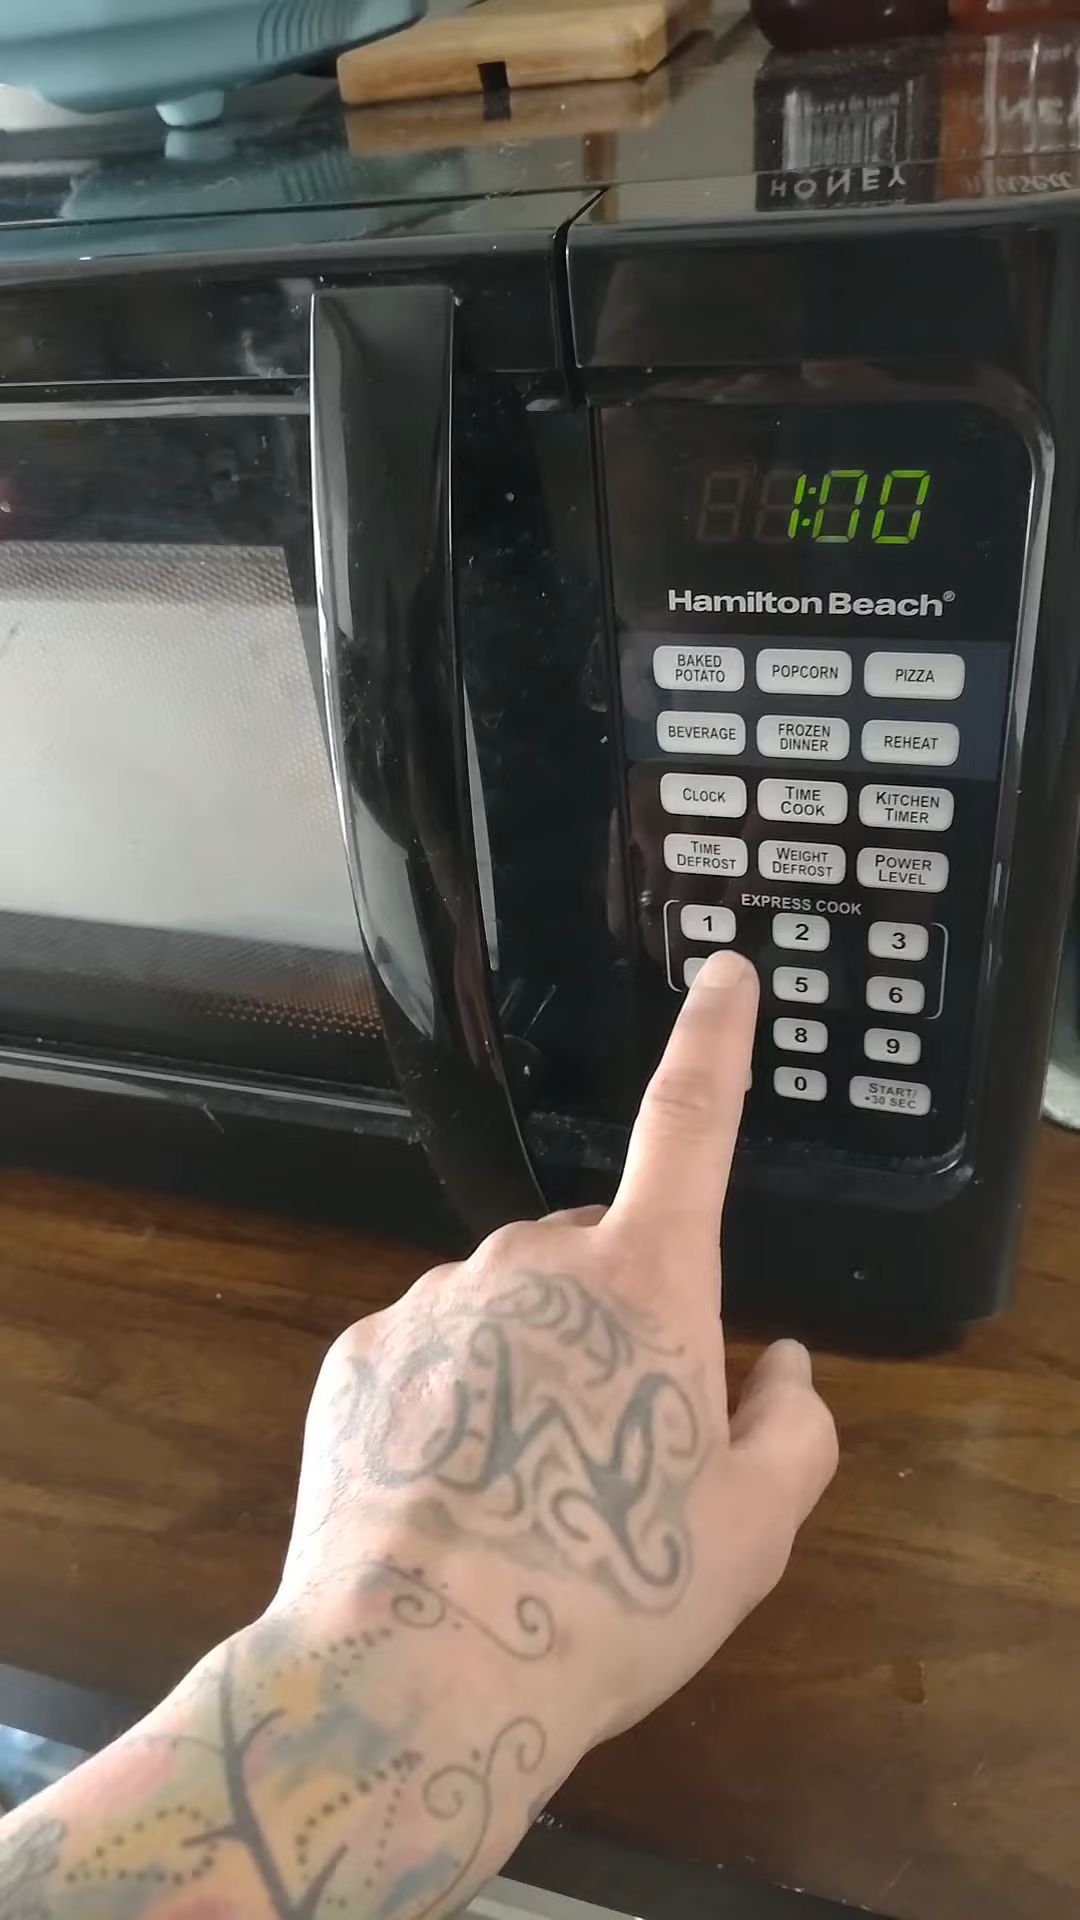 HONEY
1:00
Hamilton Beach®
BAKED POTATO
POPCORN
PIZZA
BEVERAGE
FROZEN DINNER
REHEAT
CLOCK
TIME COOK
KITCHEN TIMER
TIME DEFROST
WEIGHT DEFROST
POWER LEVEL
EXPRESS COOK
1 2 3
5 6
8 9
0 START/ +30 SEC